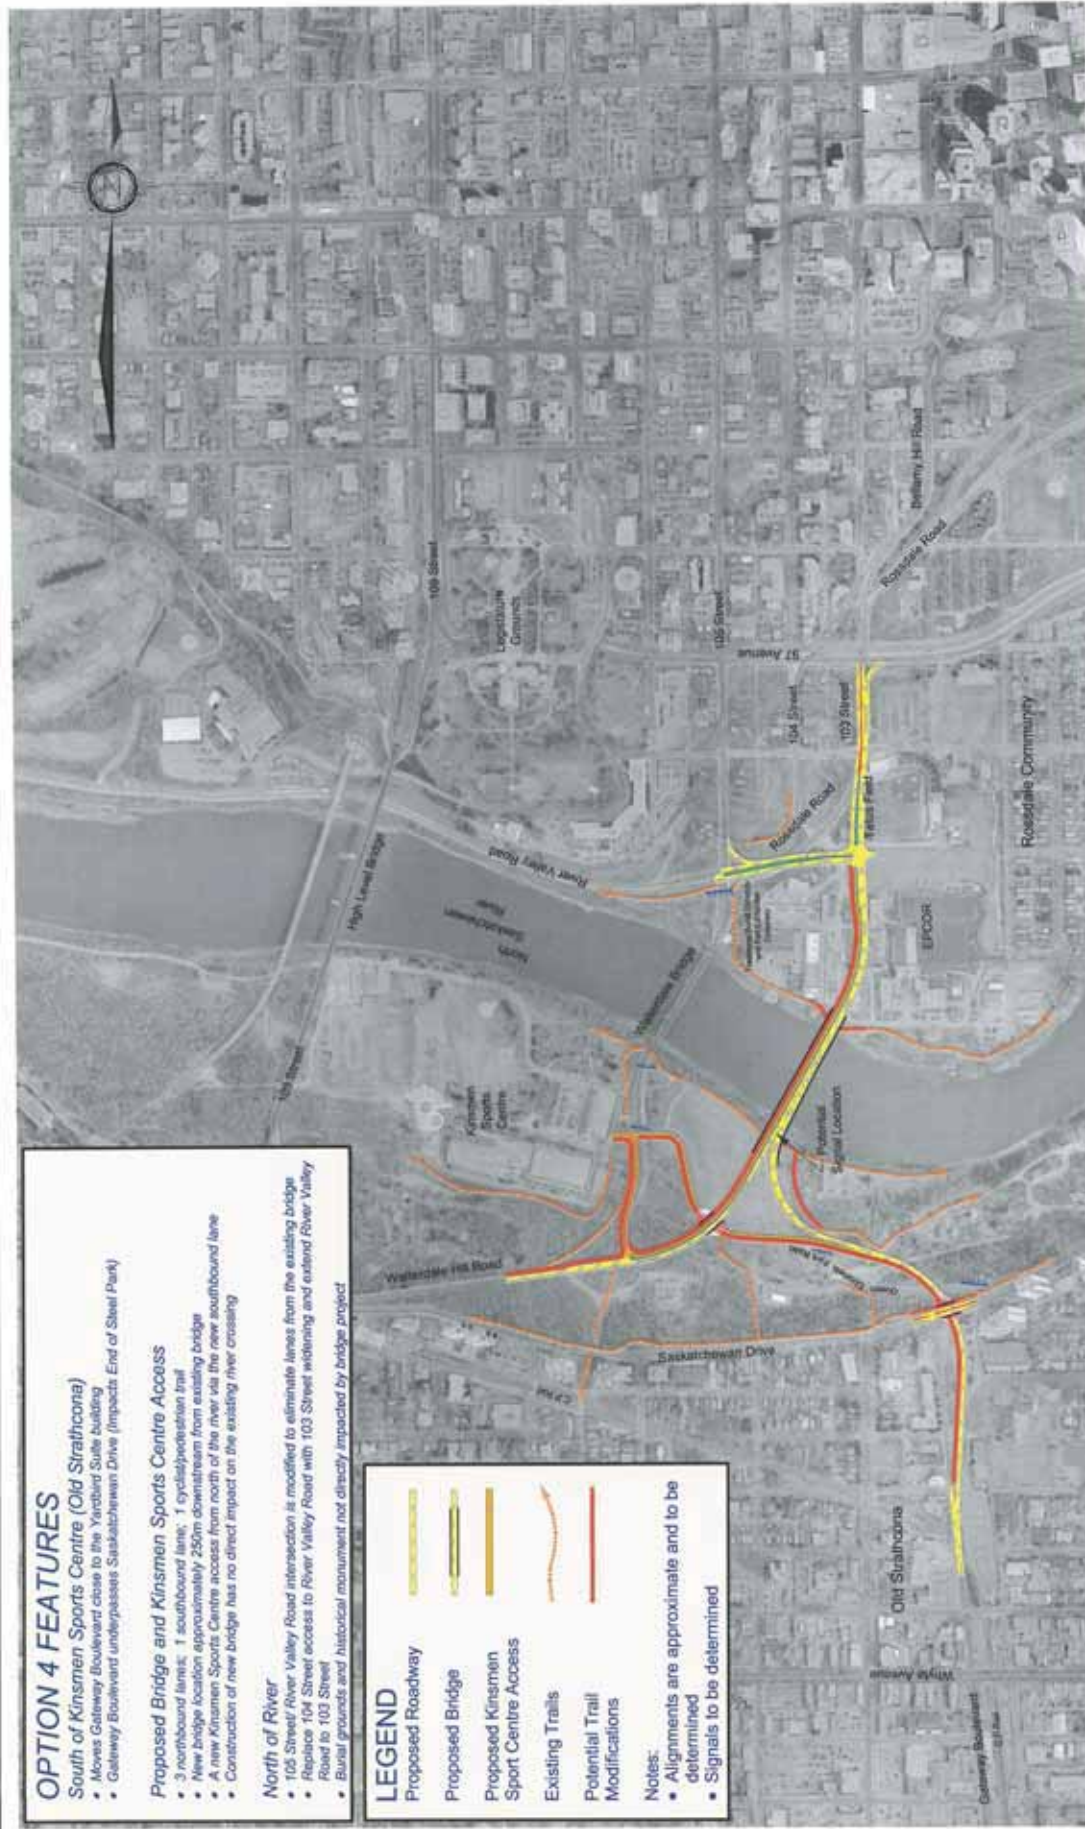 OPTION 4 FEATURES
South of Kinsmen Sports Centre (Old Strathcona)
• Moves Gateway Boulevard close to the Yardbird Suite building
• Gateway Boulevard underpasses Saskatchewan Drive (Impacts End of Steel Park)
Proposed Bridge and Kinsmen Sports Centre Access
• 3 northbound lanes; 1 southbound lane; 1 cyclist/pedestrian trail
• New bridge location approximately 250m downstream from existing bridge
• A new Kinsmen Sports Centre access from north of the river via the new southbound lane
• Construction of new bridge has no direct impact on the existing river crossing
North of River
• 105 Street/ River Valley Road intersection is modified to eliminate lanes from the existing bridge
• Replace 104 Street access to River Valley Road with 103 Street widening and extend River Valley
Road to 103 Street
• Burial grounds and historical monument not directly impacted by bridge project
LEGEND
Proposed Roadway
Proposed Bridge
Proposed Kinsmen
Sport Centre Access
Existing Trails
Potential Trail
Modifications
Notes:
• Alignments are approximate and to be
determined
• Signals to be determined
N
109 Street
High Level Bridge
109 Street
Legislature
Grounds
River Valley Road
North
Saskatchewan
River
Walterdale Bridge
Kinsmen
Sports
Centre
Walterdale Hill Road
Queen Elizabeth Park Road
Saskatchewan Drive
CP Rail
Potential
Signal Location
105 Street
97 Avenue
104 Street
103 Street
Rossdale Road
Telus Field
EPCOR
Rossdale Community
Bellamy Hill Road
Rossdale Road
Old Strathcona
Whyte Avenue
Gateway Boulevard